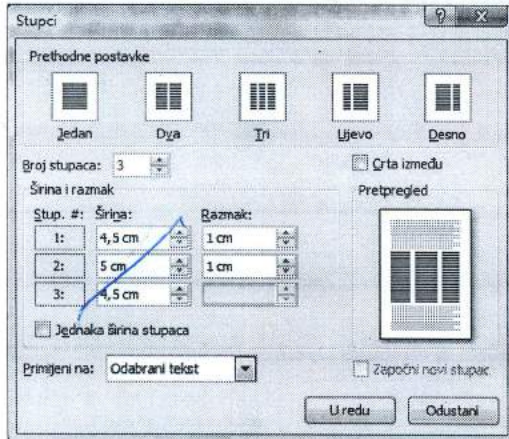 Stupci
Prethodne postavke
Jedan Dva Tri Lijevo Desno
Broj stupaca: 3
Crta između
Širina i razmak
Pretpregled
Stup. #: Širina: Razmak:
1: 4,5 cm 1 cm
2: 5 cm 1 cm
3: 4,5 cm
Jednaka širina stupaca
Primijeni na: Odabrani tekst
Započni novi stupac
U redu Odustani